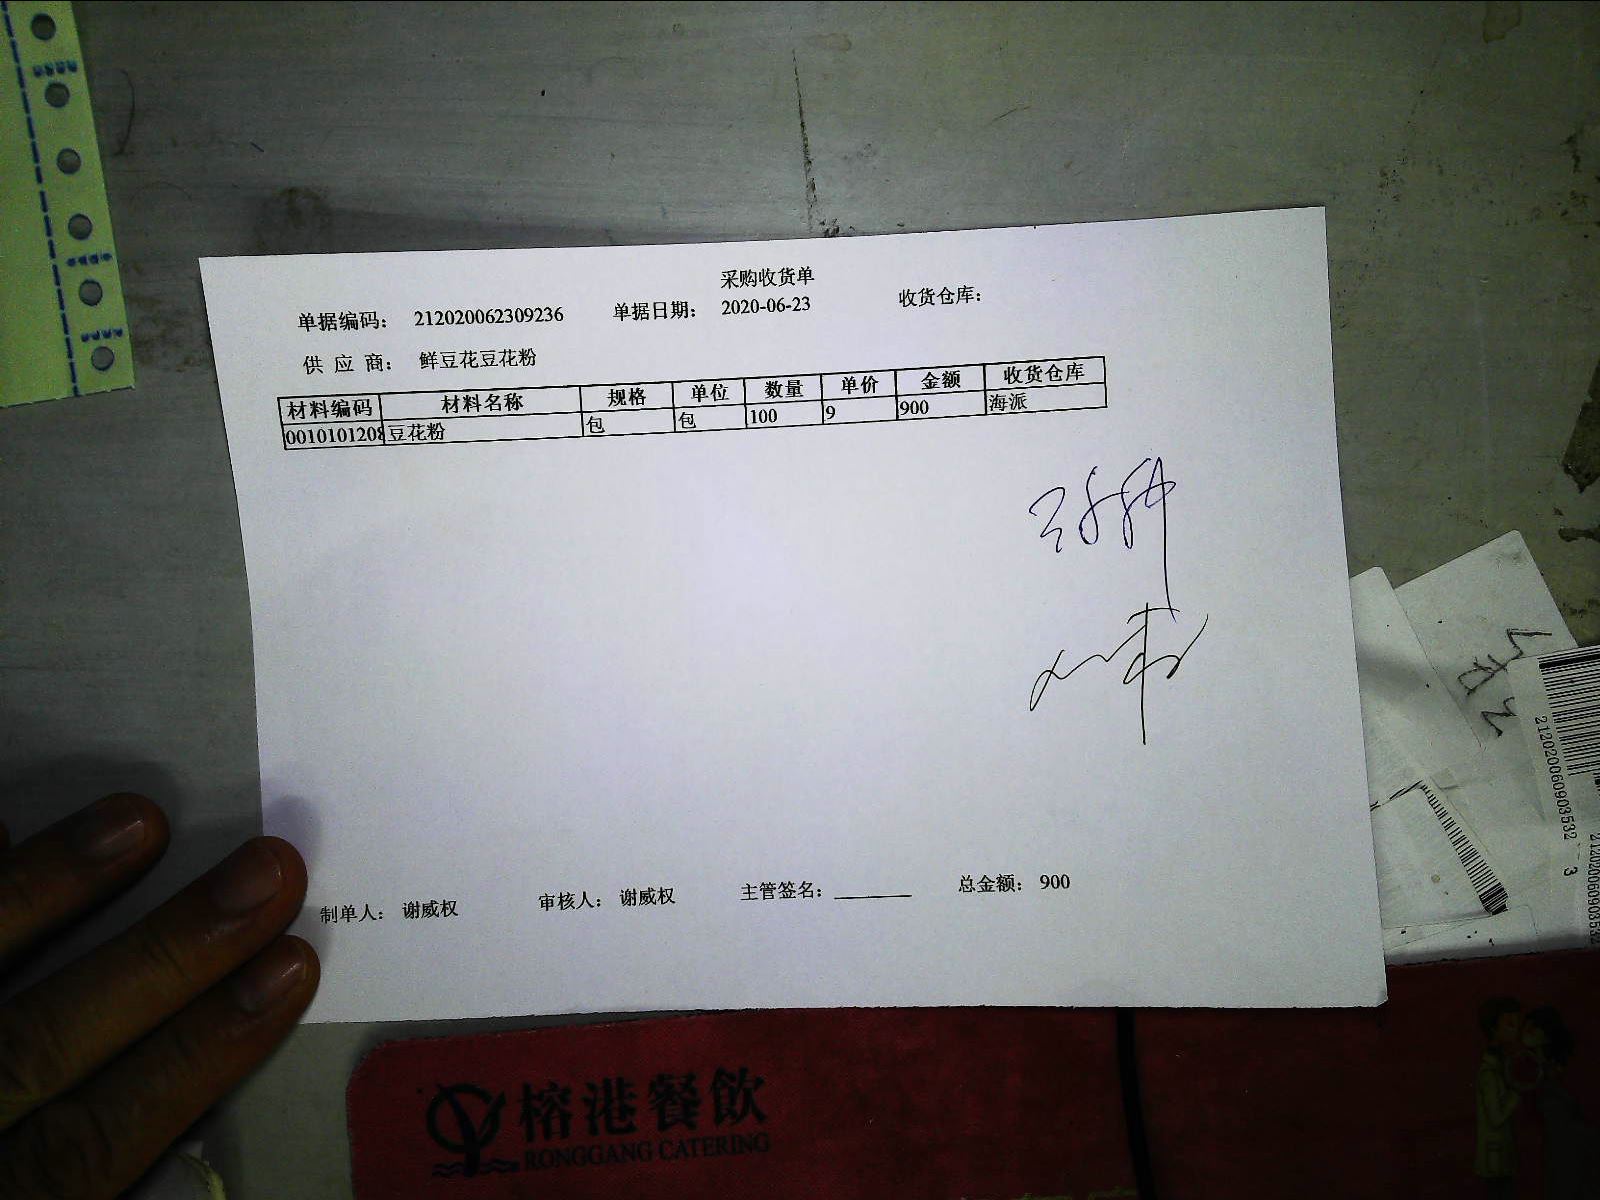 采购收货单
单据编码： 212020062309236 单据日期： 2020-06-23 收货仓库：
供 应 商： 鲜豆花豆花粉
材料编码 材料名称 规格 单位 数量 单价 金额 收货仓库
0010101208 豆花粉 包 包 100 9 900 海派
制单人： 谢威权 审核人： 谢威权 主管签名： 总金额： 900
212020060903532 3
212020060903532
榕港餐飲
RONGGANG CATERING